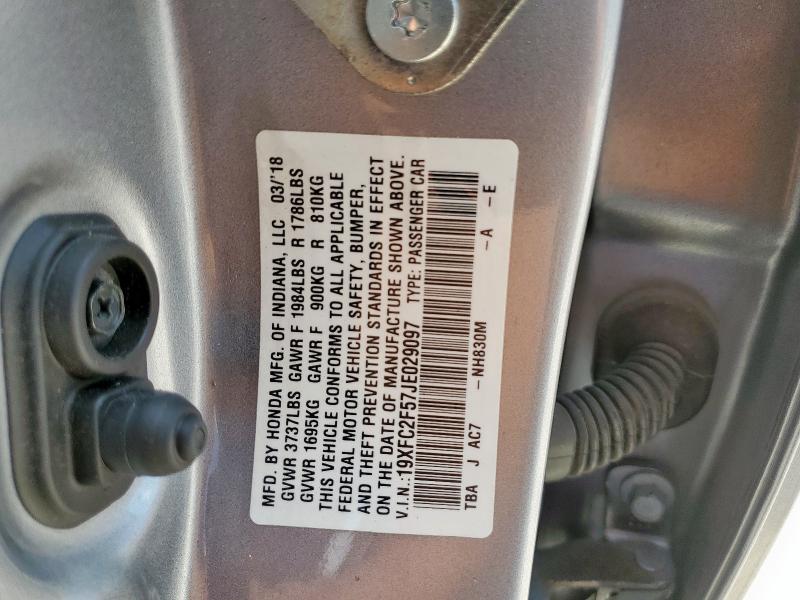 MFD. BY HONDA MFG. OF INDIANA, LLC 03/'18
GVWR 3737LBS GAWR F 1984LBS R 1786LBS
GVWR 1695KG GAWR F 900KG R 810KG
THIS VEHICLE CONFORMS TO ALL APPLICABLE
FEDERAL MOTOR VEHICLE SAFETY, BUMPER,
AND THEFT PREVENTION STANDARDS IN EFFECT
ON THE DATE OF MANUFACTURE SHOWN ABOVE.
V.I.N.:19XFC2F57JE029097 TYPE: PASSENGER CAR
TBA J AC7 -NH830M -A -E